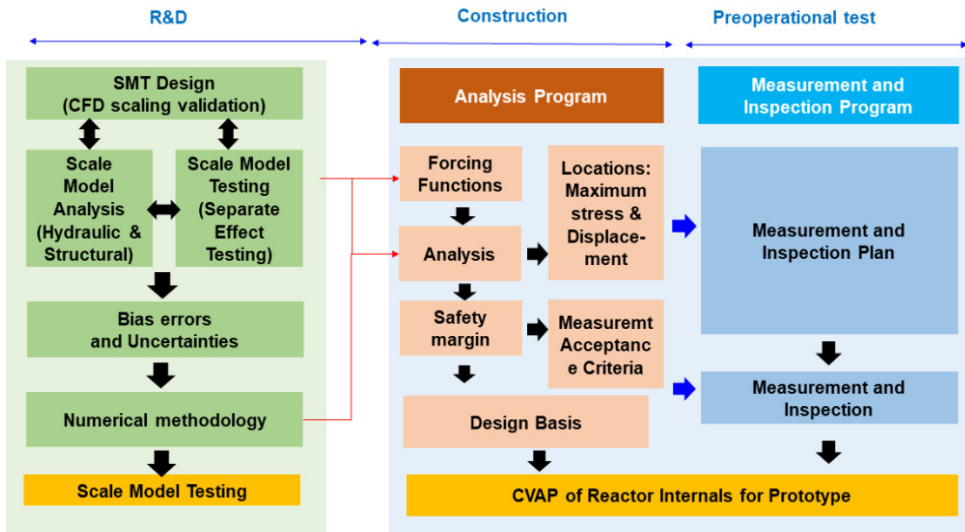 R&D
Construction
Preoperational test
SMT Design
(CFD scaling validation)
Scale
Model
Analysis
(Hydraulic &
Structural)
Scale Model
Testing
(Separate
Effect
Testing)
Bias errors
and Uncertainties
Numerical methodology
Scale Model Testing
Analysis Program
Forcing
Functions
Locations:
Maximum
stress &
Displace-
ment
Analysis
Safety
margin
Measuremt
Acceptanc
e Criteria
Design Basis
Measurement and
Inspection Program
Measurement and
Inspection Plan
Measurement and
Inspection
CVAP of Reactor Internals for Prototype